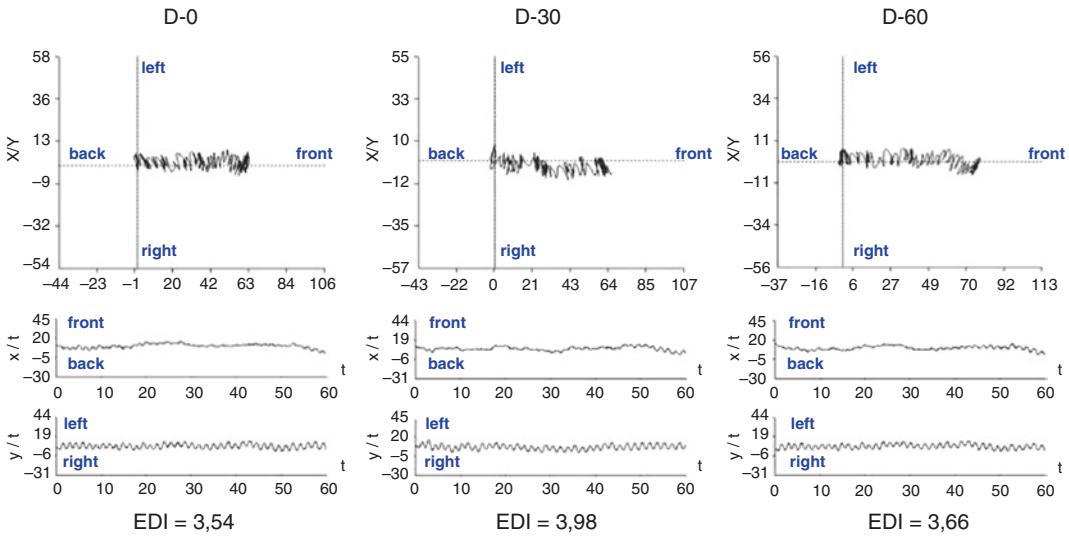 D-0
58
36
13
−9
−32
−54
X/Y
left
back
front
right
−44 −23 −1 20 42 63 84 106
45
20
−5
−30
x / t
front
back
t
0 10 20 30 40 50 60
44
19
−6
−31
y / t
left
right
t
0 10 20 30 40 50 60
EDI = 3,54
D-30
55
33
10
−12
−35
−57
X/Y
left
back
front
right
−43 −22 0 21 43 64 86 107
44
19
−6
−31
x / t
front
back
t
0 10 20 30 40 50 60
45
20
−5
−30
y / t
left
right
t
0 10 20 30 40 50 60
EDI = 3,98
D-60
56
34
11
−11
−34
−56
X/Y
left
back
front
right
−37 −16 6 27 49 70 92 113
45
20
−5
−30
x / t
front
back
t
0 10 20 30 40 50 60
44
19
−6
−31
y / t
left
right
t
0 10 20 30 40 50 60
EDI = 3,66